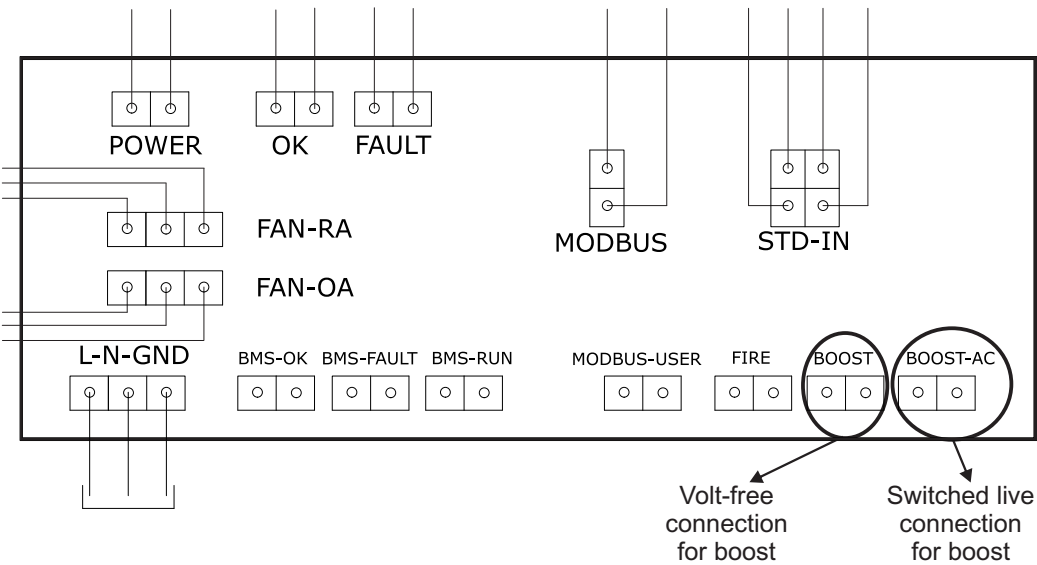 POWER
OK
FAULT
FAN-RA
MODBUS
STD-IN
FAN-OA
L-N-GND
BMS-OK
BMS-FAULT
BMS-RUN
MODBUS-USER
FIRE
BOOST
BOOST-AC
Volt-free
connection
for boost
Switched live
connection
for boost